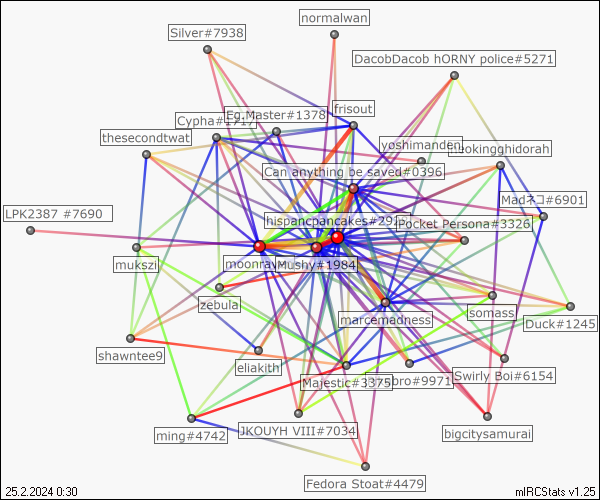 normalwan
Silver#7938
DacobDacob hORNY police#5271
frisout
Eg.Master#1378
Cypha#1717
thesecondtwat
yoshimanden
Can anything be saved#0396
Madネコ#6901
LPK2387 #7690
hispancpancakes#292
Pocket Persona#3326
moonray
Mushy#1984
mukszi
zebula
somass
marcemadness
Duck#1245
shawntee9
eliakith
Majestic#3375
bro#9971
Swirly Boi#6154
ming#4742
JKOUYH VIII#7034
bigcitysamurai
Fedora Stoat#4479
25.2.2024 0:30
mIRCStats v1.25